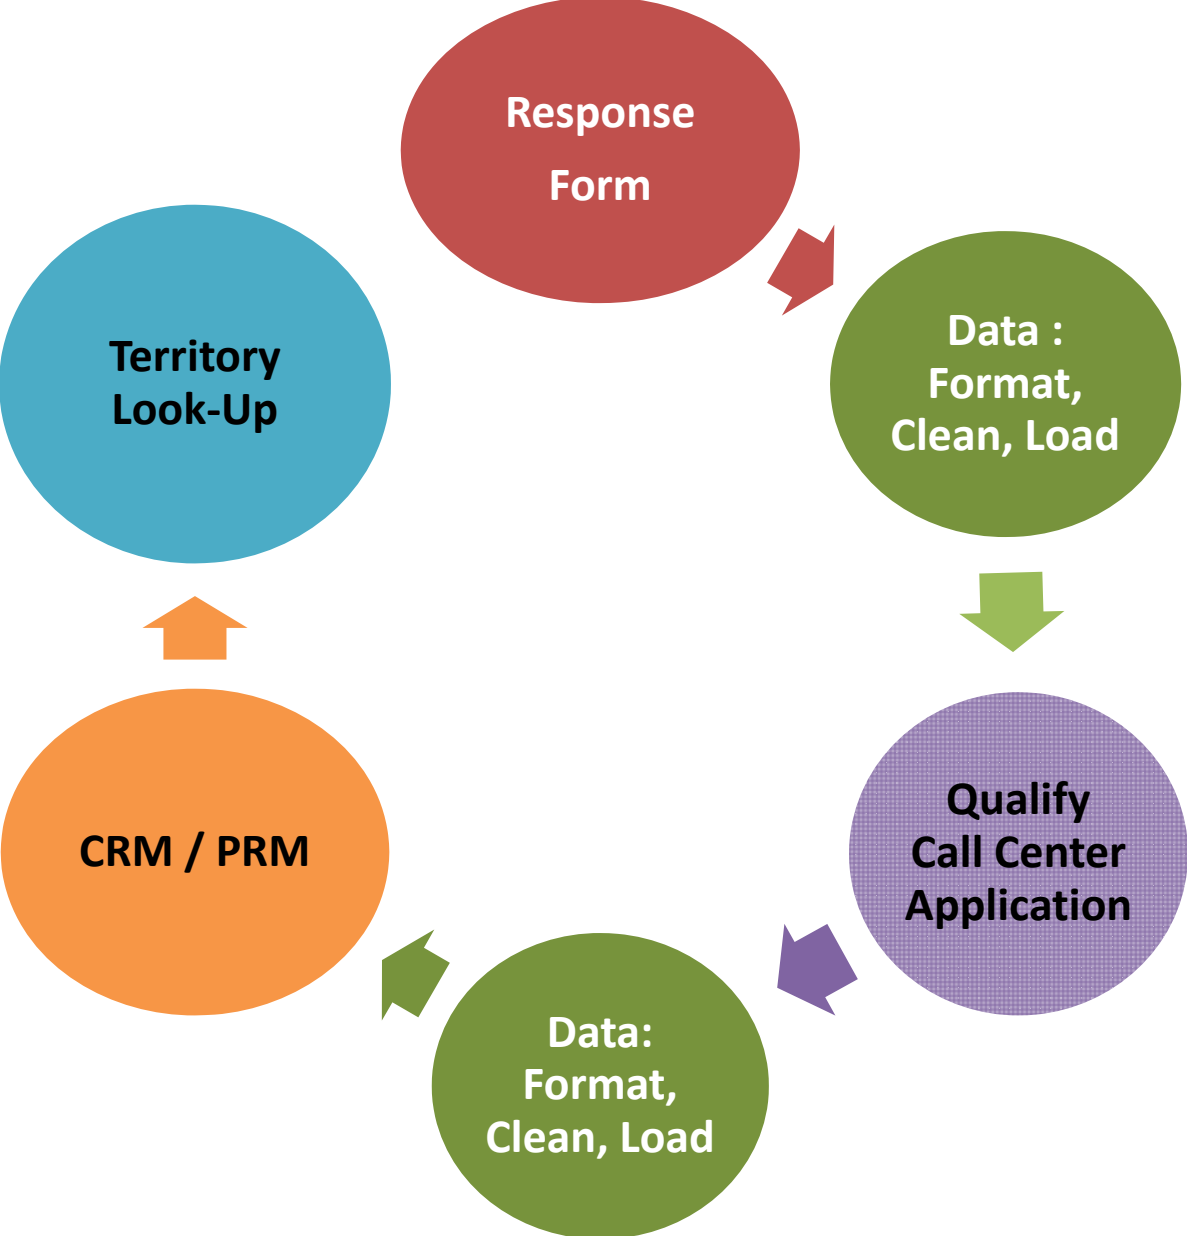 Response
Form
Data :
Format,
Clean, Load
Qualify
Call Center
Application
Data:
Format,
Clean, Load
CRM / PRM
Territory
Look-Up